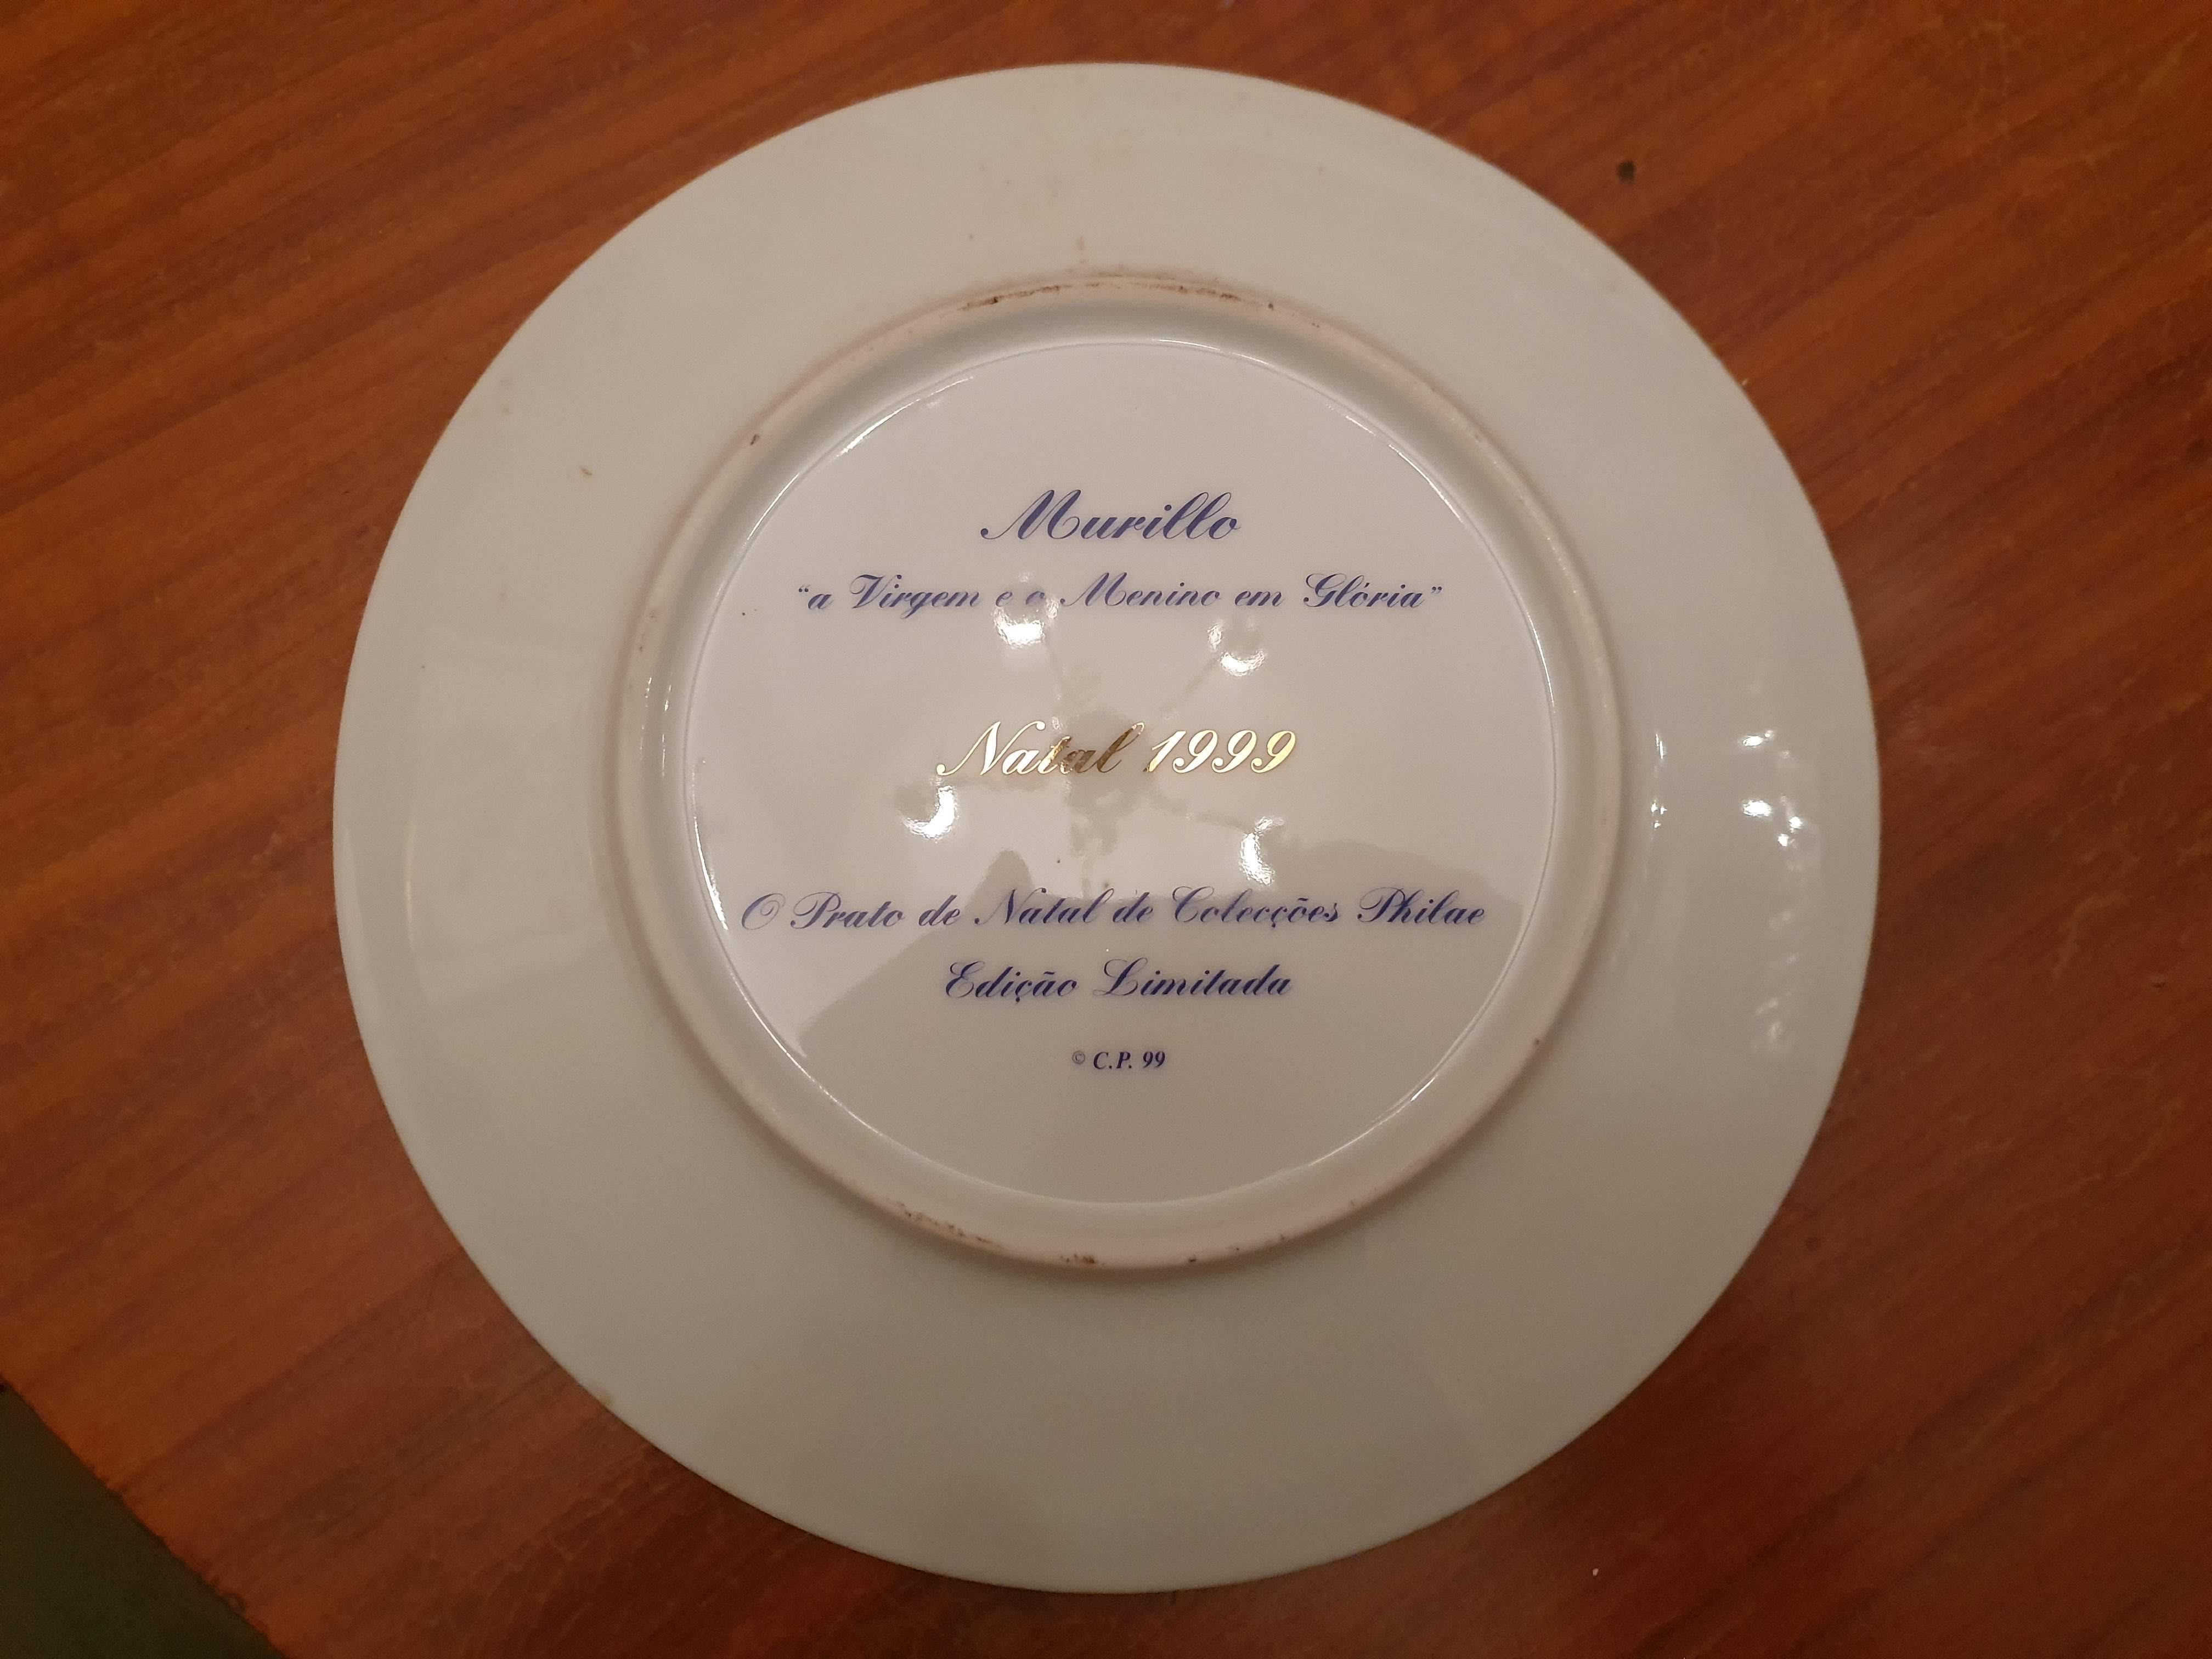 Murillo
“a Virgem e o Menino em Glória”
Natal 1999
O Prato de Natal de Colecções Philae
Edição Limitada
© C.P. 99